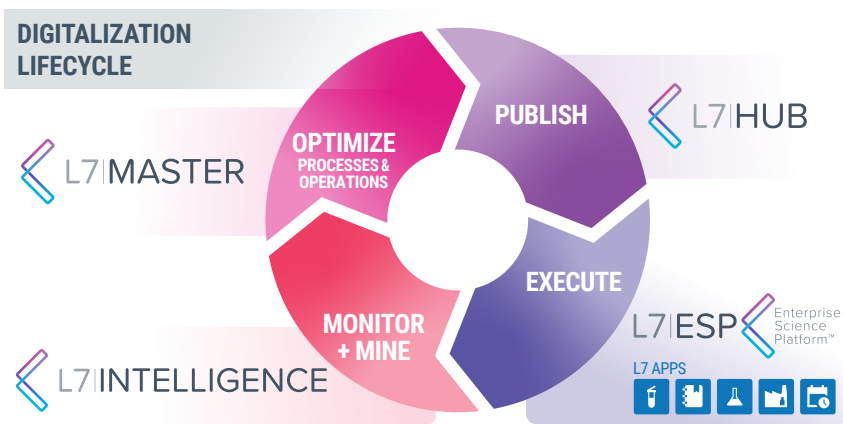 DIGITALIZATION
LIFECYCLE
OPTIMIZE
PROCESSES &
OPERATIONS
PUBLISH
L7|HUB
L7|MASTER
EXECUTE
MONITOR
+ MINE
L7|ESP
Enterprise
Science
Platform™
L7|INTELLIGENCE
L7 APPS